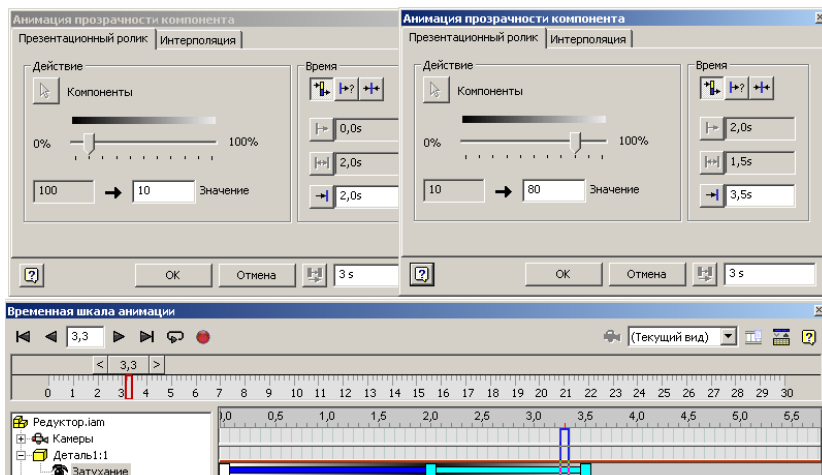 Анимация прозрачности компонента
Презентационный ролик Интерполяция
Действие
Компоненты
0% 100%
100 10 Значение
Время
0,0s
2,0s
2,0s
ОК Отмена 3 s
Анимация прозрачности компонента
Презентационный ролик Интерполяция
Действие
Компоненты
0% 100%
10 80 Значение
Время
2,0s
1,5s
3,5s
ОК Отмена 3 s
Временная шкала анимации
3,3 (Текущий вид)
< 3,3 >
0 1 2 3 4 5 6 7 8 9 10 11 12 13 14 15 16 17 18 19 20 21 22 23 24 25 26 27 28 29 30
Редуктор.iam
,0 0,5 1,0 1,5 2,0 2,5 3,0 3,5 4,0 4,5 5,0 5,5
Камеры
Деталь1:1
Затухание